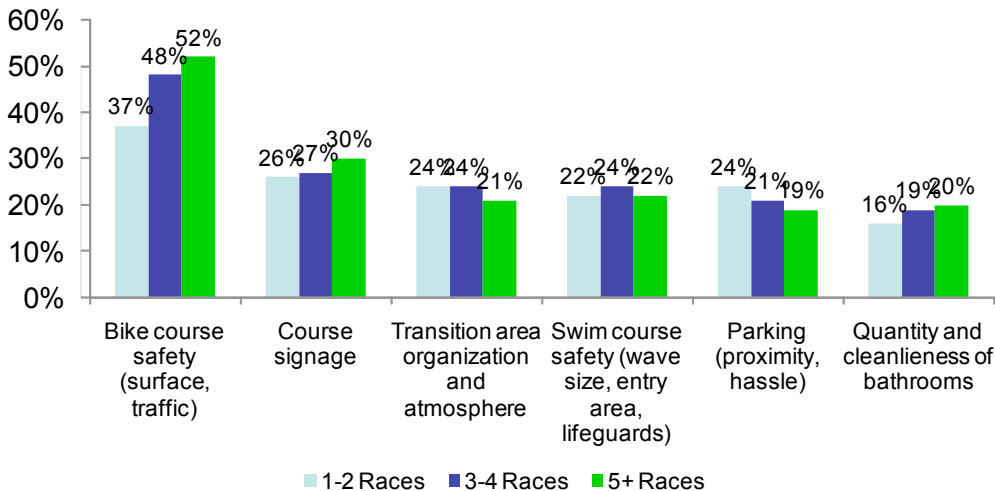 60%
50%
40%
30%
20%
10%
0%
37%
48%
52%
26%
27%
30%
24%
24%
21%
22%
24%
22%
24%
21%
19%
16%
19%
20%
Bike course
safety
(surface,
traffic)
Course
signage
Transition area
organization
and
atmosphere
Swim course
safety (wave
size, entry
area,
lifeguards)
Parking
(proximity,
hassle)
Quantity and
cleanlieness of
bathrooms
1-2 Races
3-4 Races
5+ Races